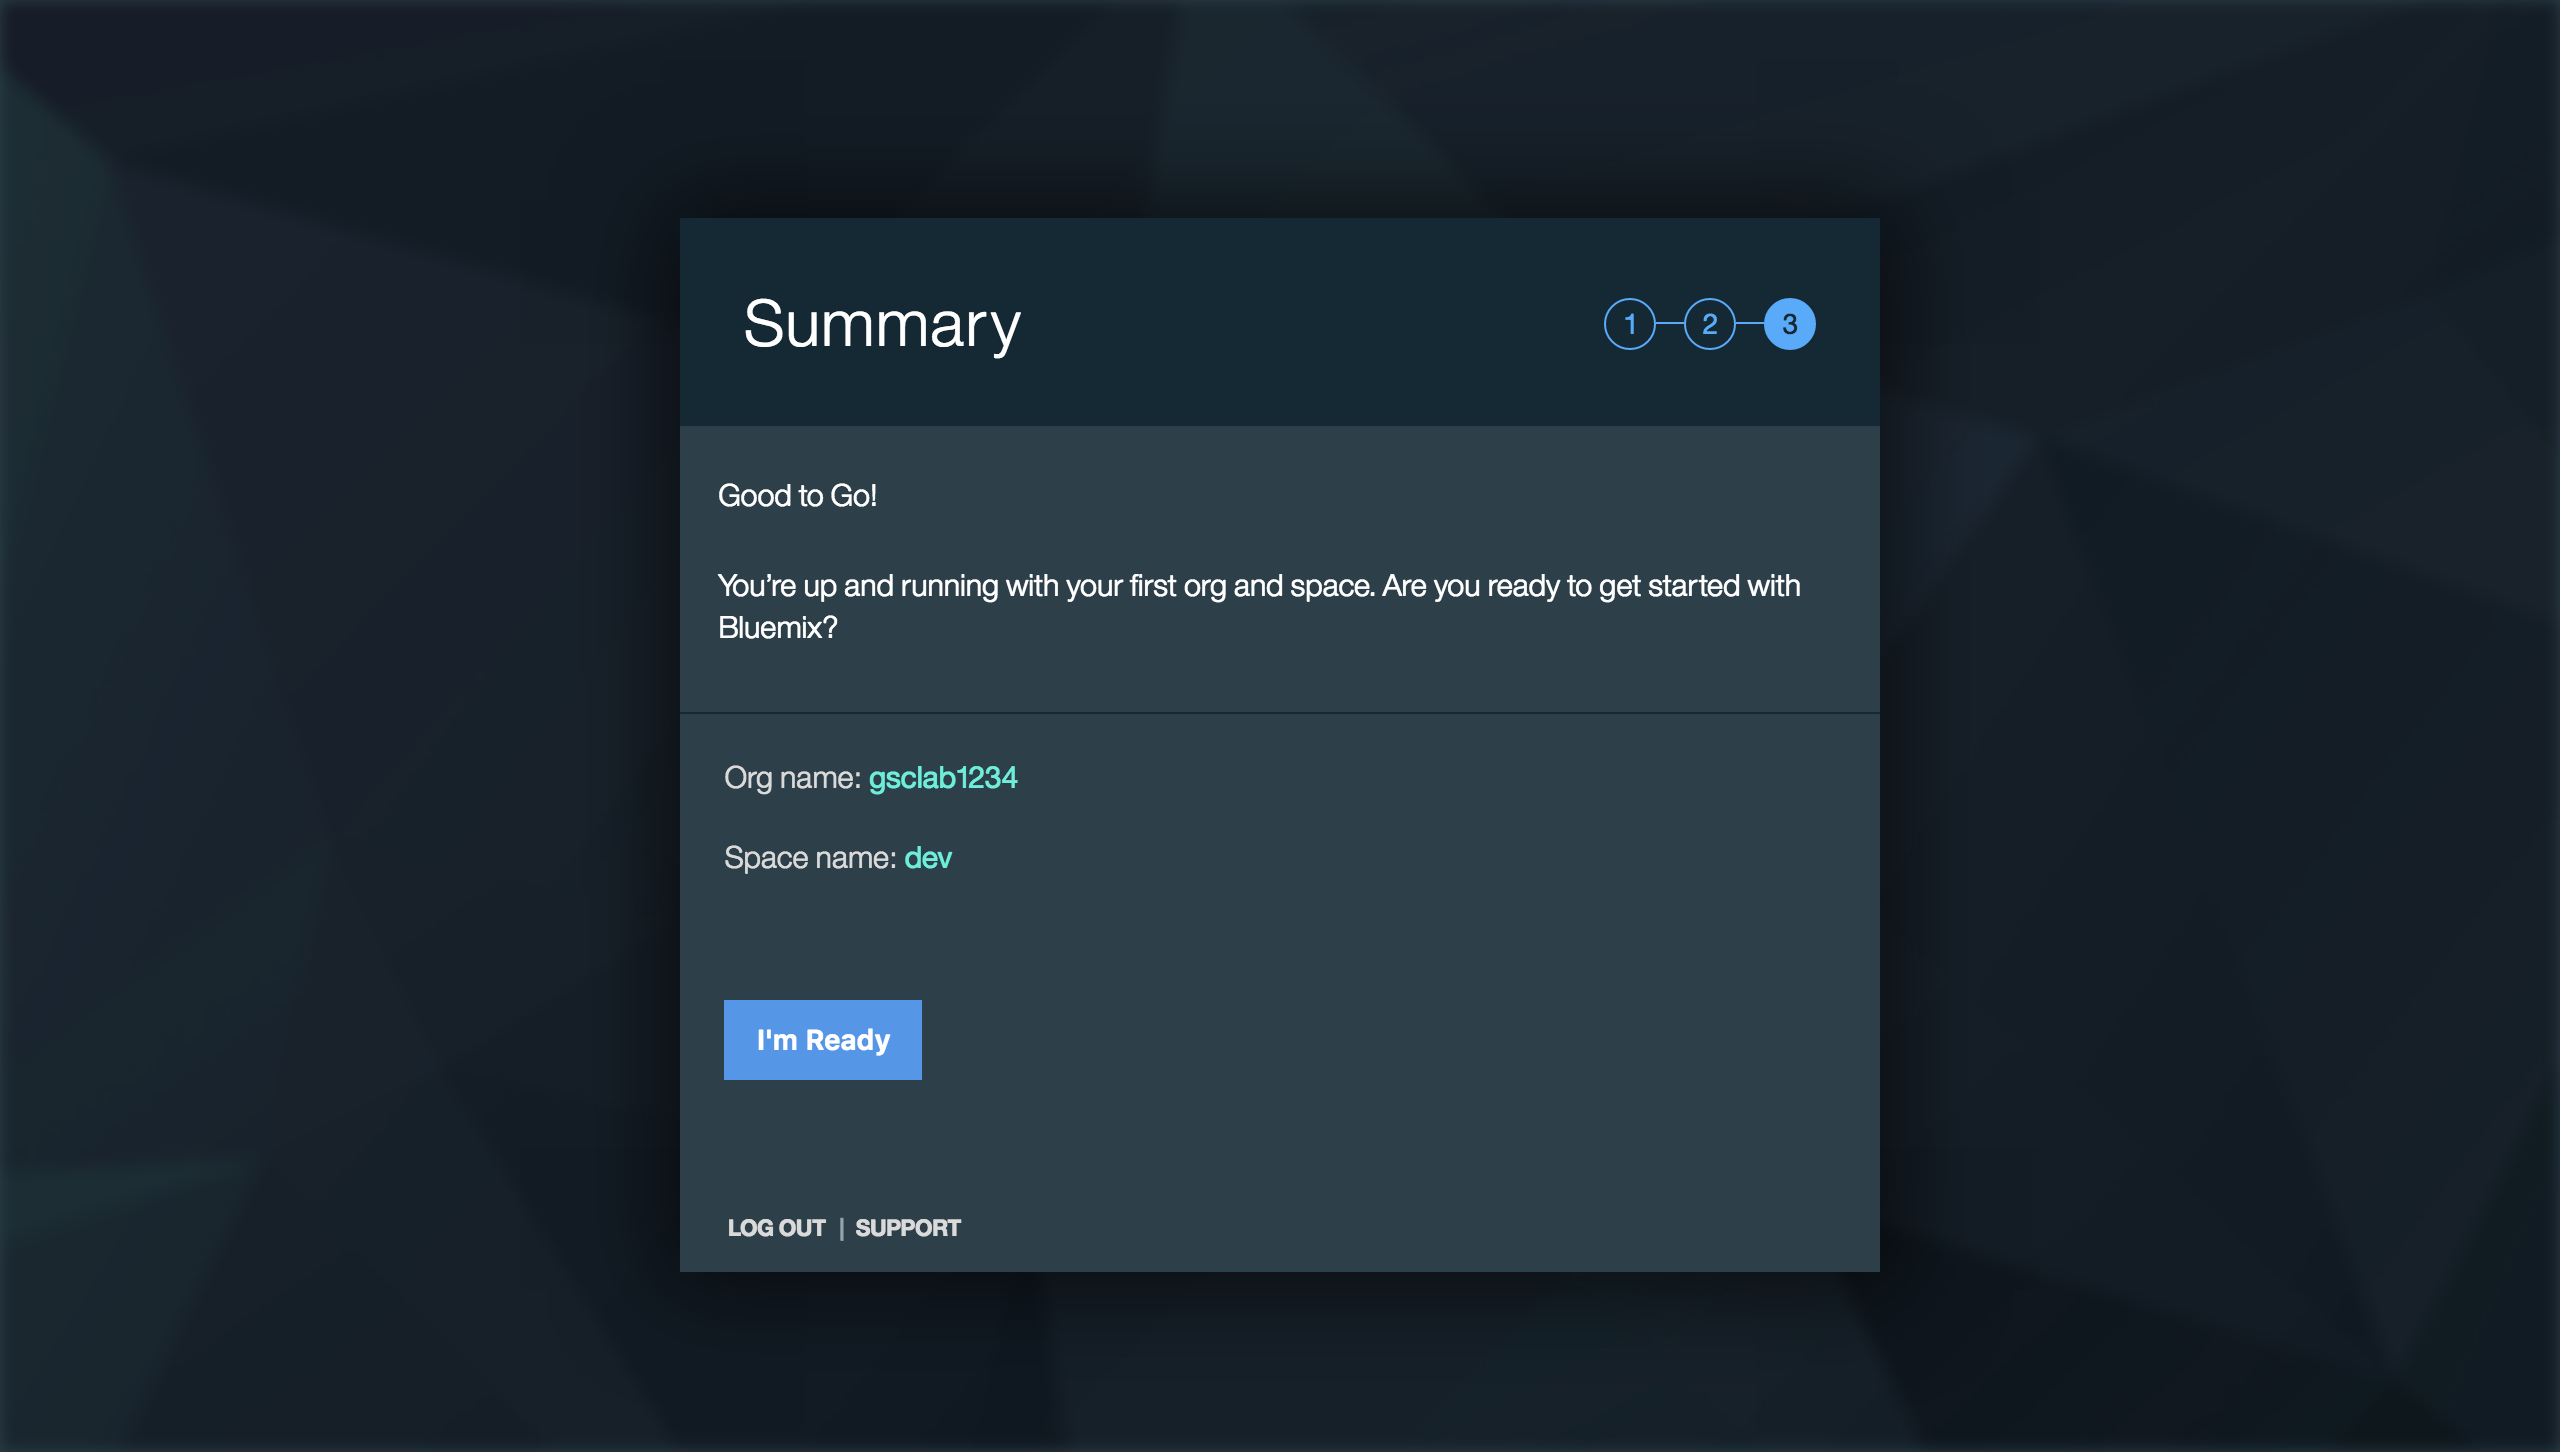 Summary
1 2 3
Good to Go!
You’re up and running with your first org and space. Are you ready to get started with
Bluemix?
Org name: gsclab1234
Space name: dev
I'm Ready
LOG OUT | SUPPORT